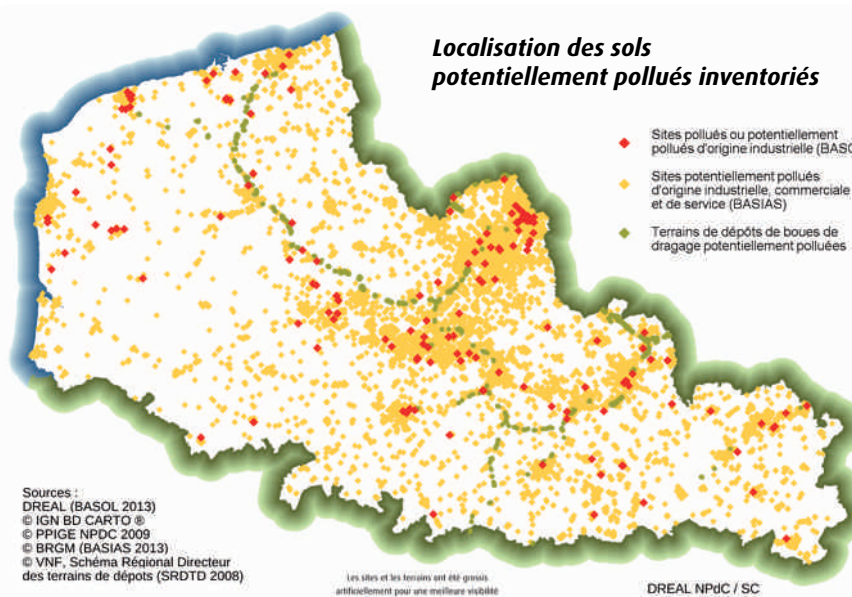 Localisation des sols
potentiellement pollués inventoriés
Sites pollués ou potentiellement
pollués d'origine industrielle (BASO
Sites potentiellement pollués
d'origine industrielle, commerciale
et de service (BASIAS)
Terrains de dépôts de boues de
dragage potentiellement polluées
Sources :
DREAL (BASOL 2013)
© IGN BD CARTO ®
© PPIGE NPDC 2009
© BRGM (BASIAS 2013)
© VNF, Schéma Régional Directeur
des terrains de dépôts (SRDTD 2008)
Les sites et les terrains ont été grossis
artificiellement pour une meilleure visibilité
DREAL NPdC / SC